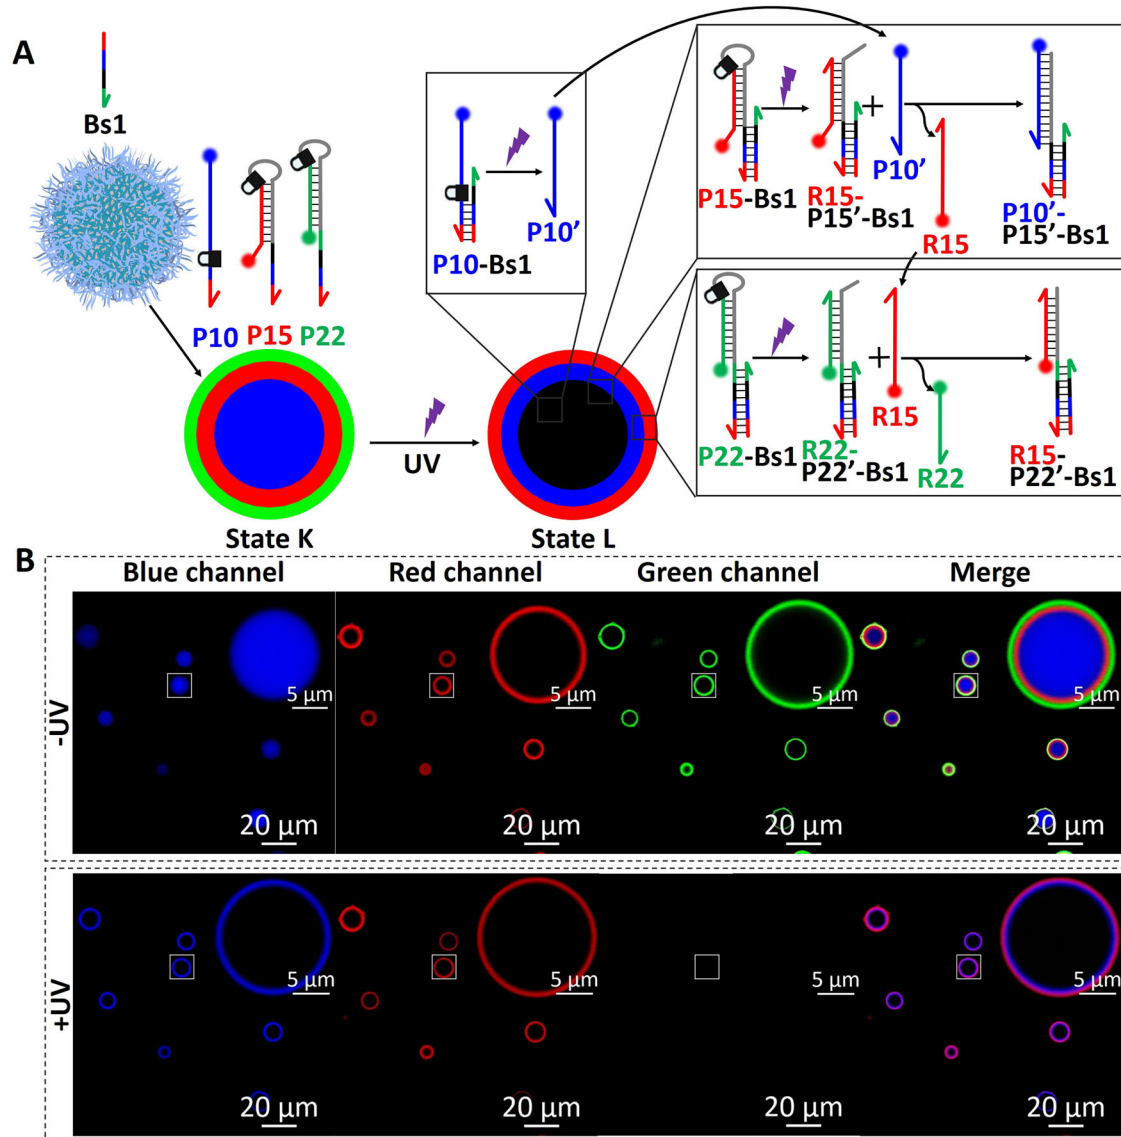 A
Bs1
P10
P15
P22
State K
UV
State L
P10-Bs1
P10’
P15-Bs1
R15-
P15’-Bs1
+
P10’
R15
P10’-
P15’-Bs1
P22-Bs1
R22-
P22’-Bs1
+
R15
R22
R15-
P22’-Bs1
B
Blue channel
Red channel
Green channel
Merge
-UV
5 µm
5 µm
5 µm
5 µm
20 µm
20 µm
20 µm
20 µm
+UV
5 µm
5 µm
5 µm
5 µm
20 µm
20 µm
20 µm
20 µm